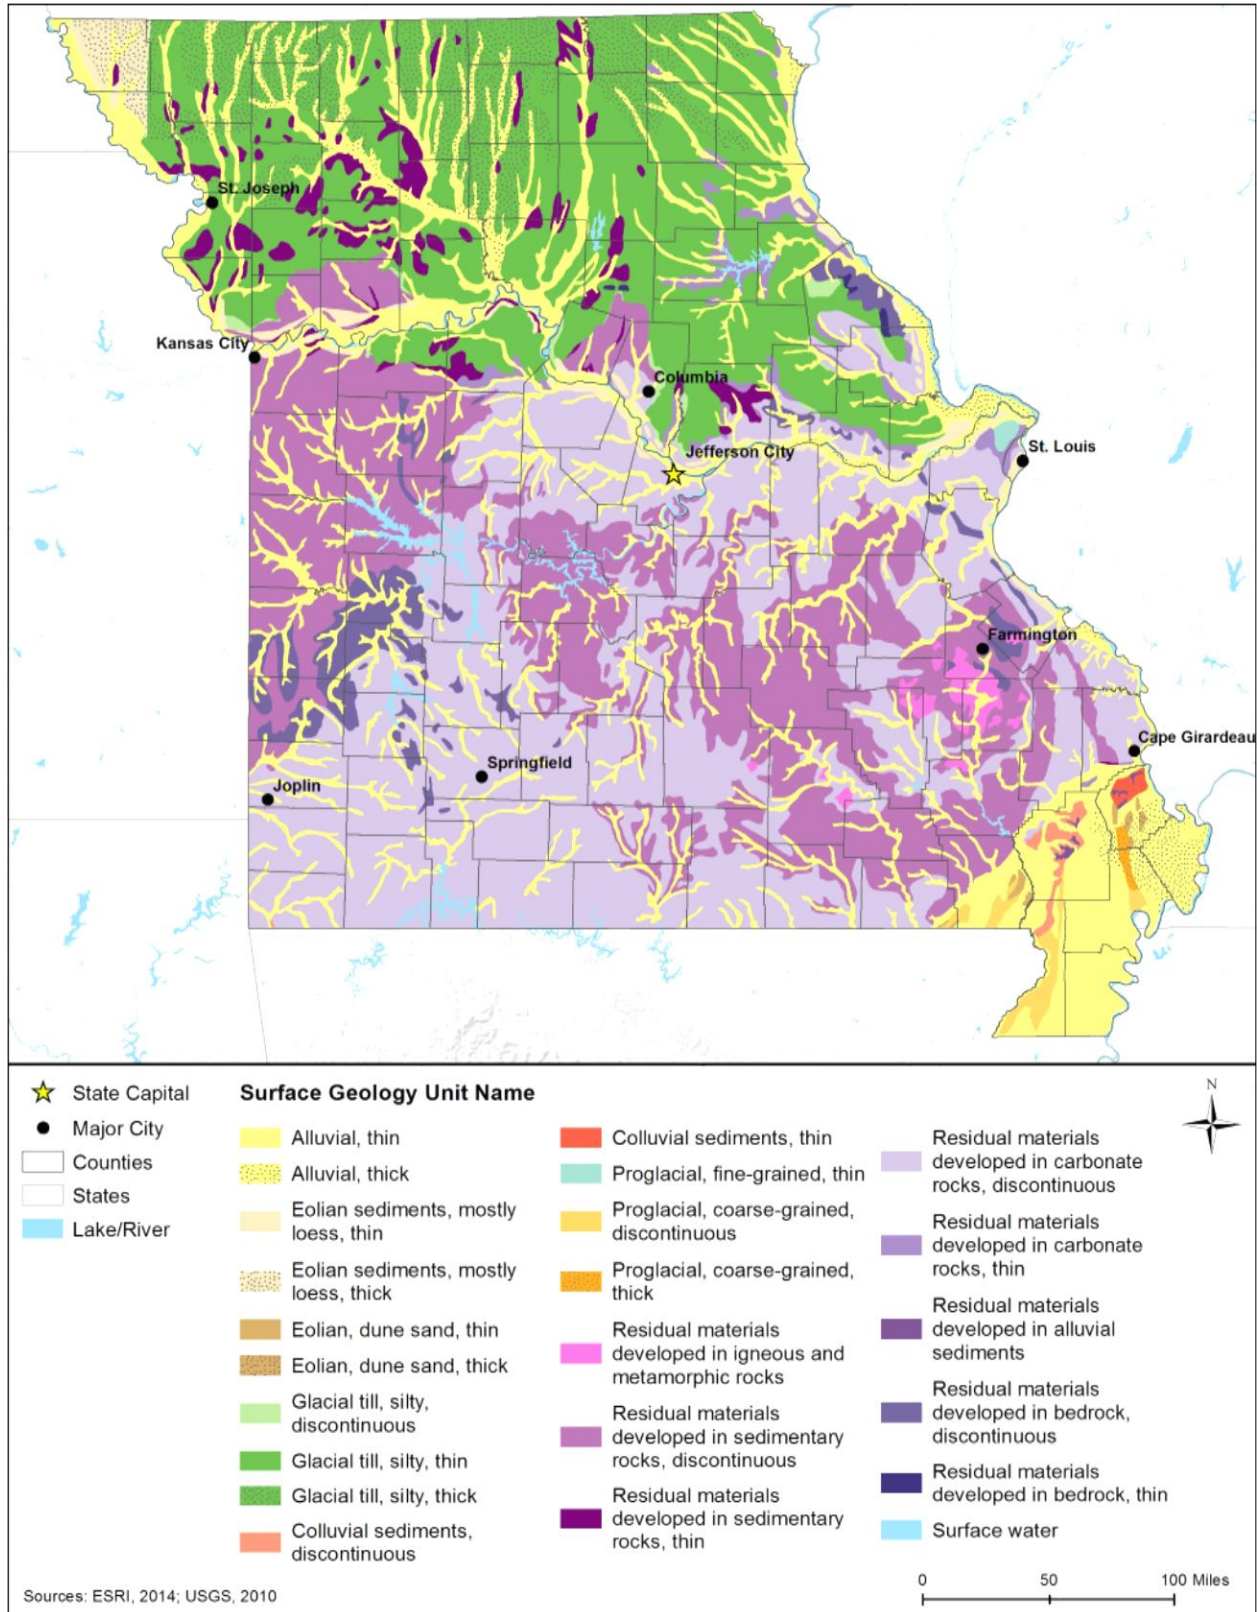 St. Joseph
Kansas City
Columbia
Jefferson City
St. Louis
Farmington
Cape Girardeau
Springfield
Joplin
State Capital
Major City
Counties
States
Lake/River
Surface Geology Unit Name
Alluvial, thin
Alluvial, thick
Eolian sediments, mostly
loess, thin
Eolian sediments, mostly
loess, thick
Eolian, dune sand, thin
Eolian, dune sand, thick
Glacial till, silty,
discontinuous
Glacial till, silty, thin
Glacial till, silty, thick
Colluvial sediments,
discontinuous
Colluvial sediments, thin
Proglacial, fine-grained, thin
Proglacial, coarse-grained,
discontinuous
Proglacial, coarse-grained,
thick
Residual materials
developed in igneous and
metamorphic rocks
Residual materials
developed in sedimentary
rocks, discontinuous
Residual materials
developed in sedimentary
rocks, thin
Residual materials
developed in carbonate
rocks, discontinuous
Residual materials
developed in carbonate
rocks, thin
Residual materials
developed in alluvial
sediments
Residual materials
developed in bedrock,
discontinuous
Residual materials
developed in bedrock, thin
Surface water
N
0 50 100 Miles
Sources: ESRI, 2014; USGS, 2010